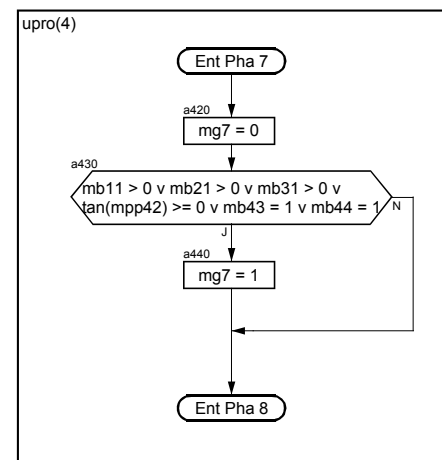 upro(4)
Ent Pha 7
a420
mg7 = 0
a430
mb11 > 0 v mb21 > 0 v mb31 > 0 v
tan(mpp42) >= 0 v mb43 = 1 v mb44 = 1
N
J
a440
mg7 = 1
Ent Pha 8